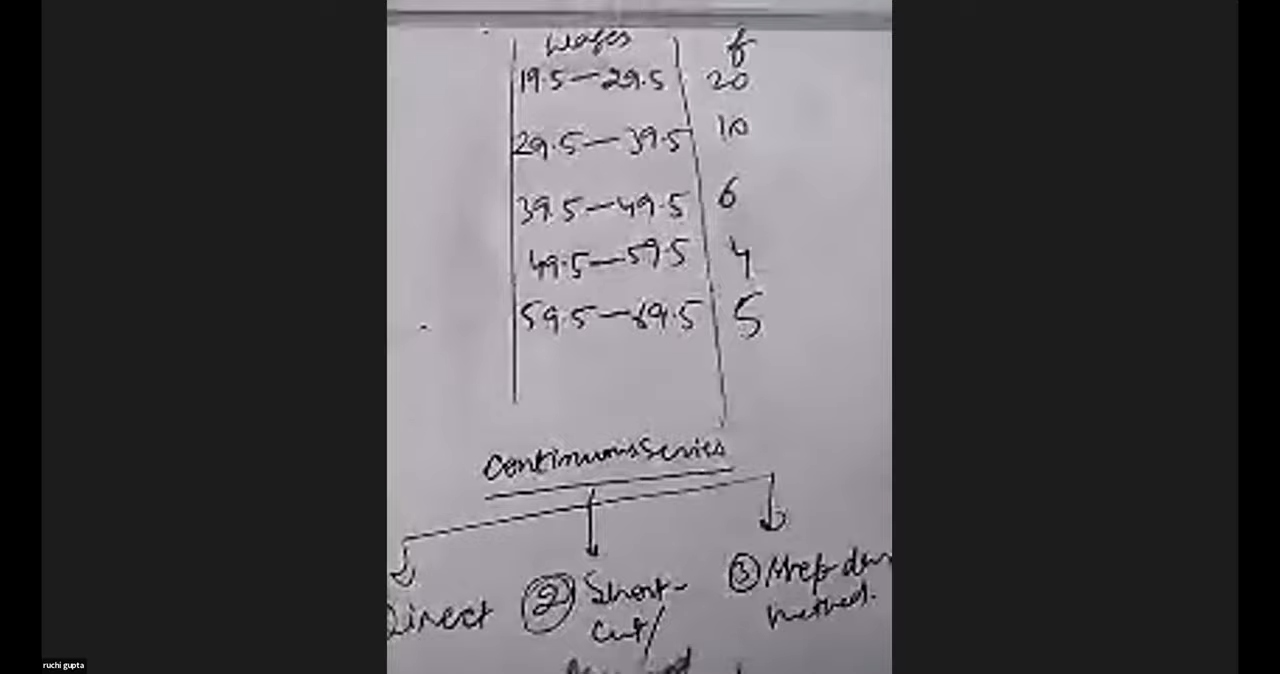 Wages f
19.5—29.5 20
29.5—39.5 10
39.5—49.5 6
49.5—59.5 4
59.5—69.5 5
Continuous Series
Direct ② Short- ③ Step-dev
Cut/ method.
ruchi gupta